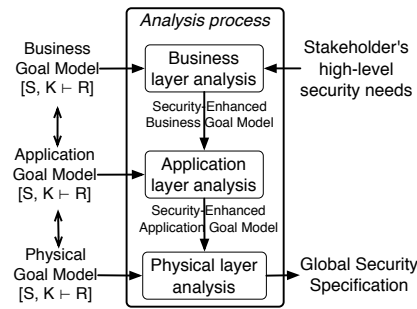 Analysis process
Business
Goal Model
[S, K ⊢ R]
Business
layer analysis
Stakeholder's
high-level
security needs
Security-Enhanced
Business Goal Model
Application
Goal Model
[S, K ⊢ R]
Application
layer analysis
Security-Enhanced
Application Goal Model
Physical
Goal Model
[S, K ⊢ R]
Physical layer
analysis
Global Security
Specification